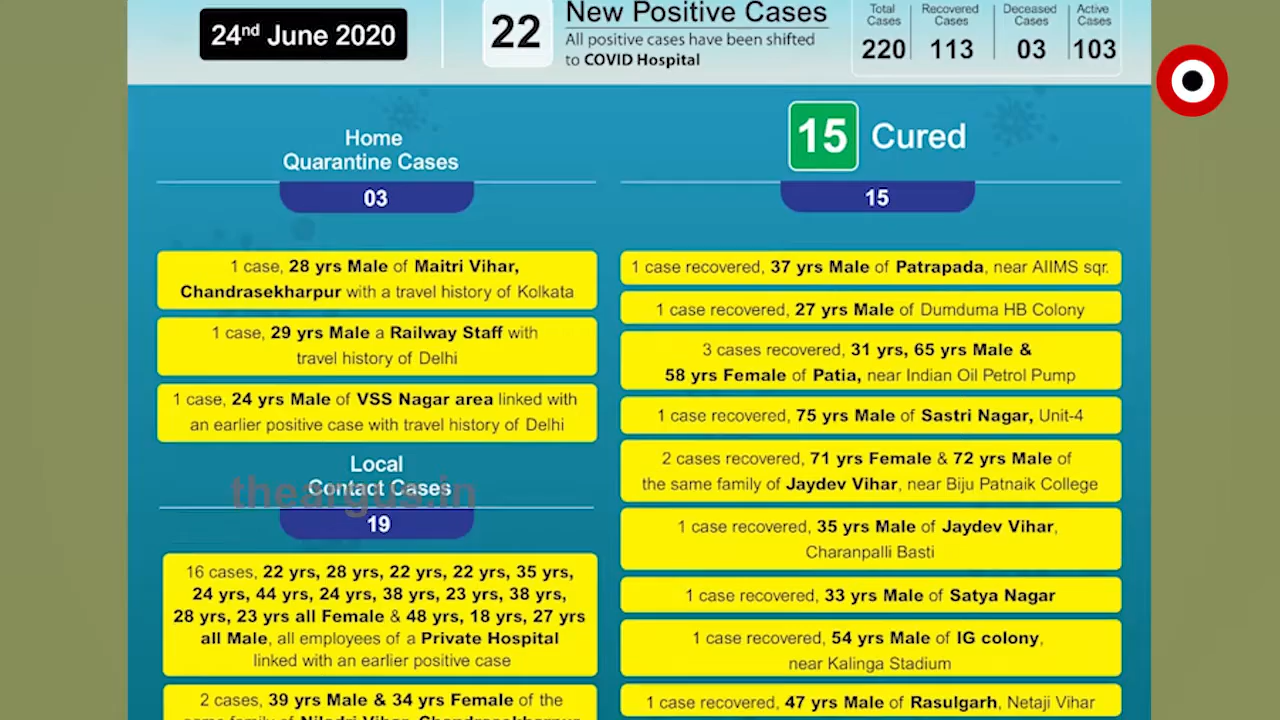 24nd June 2020
22
New Positive Cases
All positive cases have been shifted
to COVID Hospital
Total
Cases
220
Recovered
Cases
113
Deceased
Cases
03
Active
Cases
103
Home
Quarantine Cases
03
1 case, 28 yrs Male of Maitri Vihar,
Chandrasekharpur with a travel history of Kolkata
1 case, 29 yrs Male a Railway Staff with
travel history of Delhi
1 case, 24 yrs Male of VSS Nagar area linked with
an earlier positive case with travel history of Delhi
Local
Contact Cases
theargus.in
19
16 cases, 22 yrs, 28 yrs, 22 yrs, 22 yrs, 35 yrs,
24 yrs, 44 yrs, 24 yrs, 38 yrs, 23 yrs, 38 yrs,
28 yrs, 23 yrs all Female & 48 yrs, 18 yrs, 27 yrs
all Male, all employees of a Private Hospital
linked with an earlier positive case
2 cases, 39 yrs Male & 34 yrs Female of the
same family of Niladri Vihar, Chandrasekharpur
15 Cured
15
1 case recovered, 37 yrs Male of Patrapada, near AIIMS sqr.
1 case recovered, 27 yrs Male of Dumduma HB Colony
3 cases recovered, 31 yrs, 65 yrs Male &
58 yrs Female of Patia, near Indian Oil Petrol Pump
1 case recovered, 75 yrs Male of Sastri Nagar, Unit-4
2 cases recovered, 71 yrs Female & 72 yrs Male of
the same family of Jaydev Vihar, near Biju Patnaik College
1 case recovered, 35 yrs Male of Jaydev Vihar,
Charanpalli Basti
1 case recovered, 33 yrs Male of Satya Nagar
1 case recovered, 54 yrs Male of IG colony,
near Kalinga Stadium
1 case recovered, 47 yrs Male of Rasulgarh, Netaji Vihar